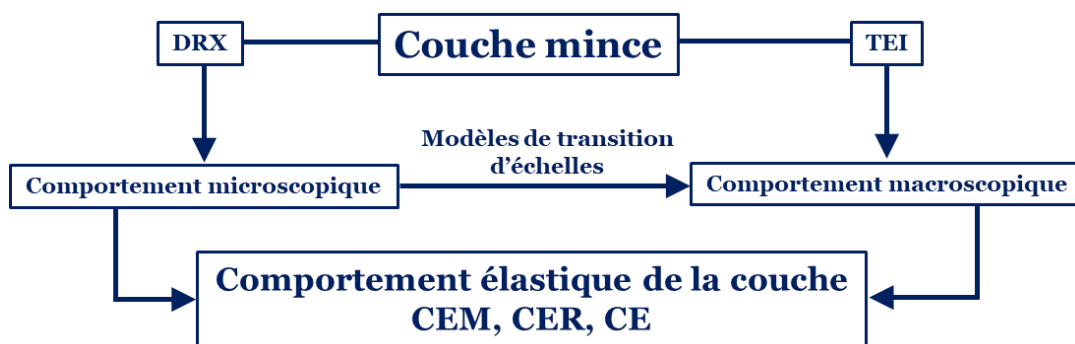 DRX
Couche mince
TEI
Modèles de transition
d'échelles
Comportement microscopique
Comportement macroscopique
Comportement élastique de la couche
CEM, CER, CE